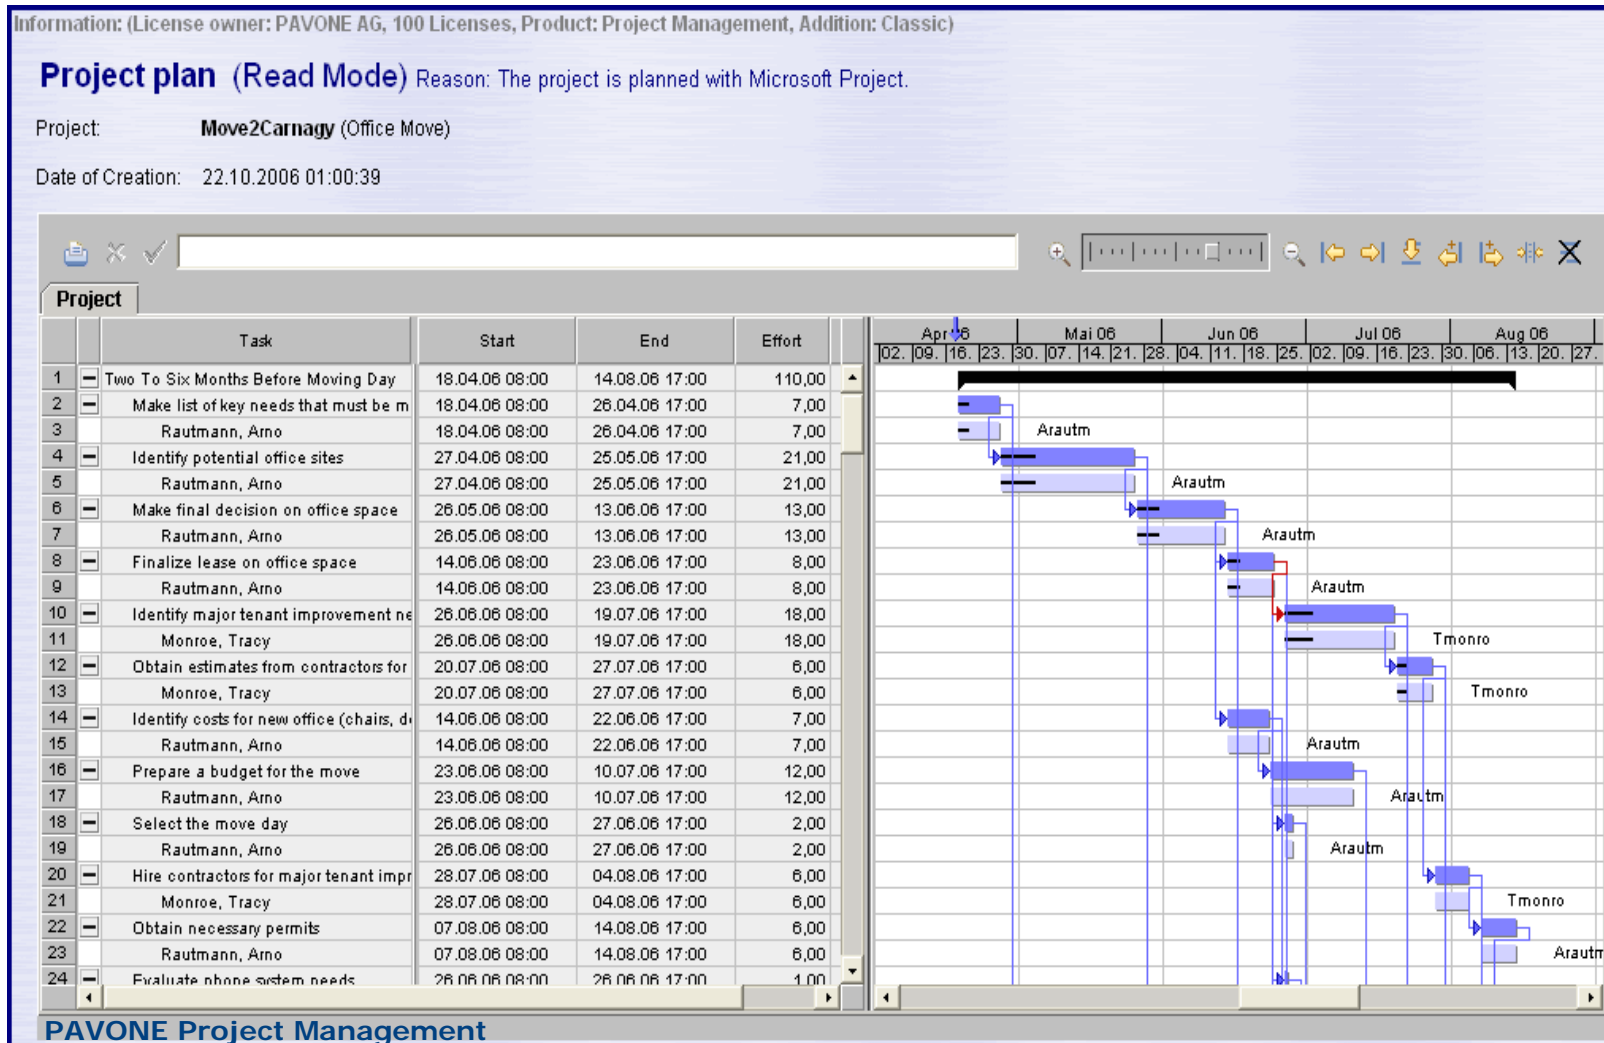 Information: (License owner: PAVONE AG, 100 Licenses, Product: Project Management, Addition: Classic)
Project plan (Read Mode) Reason: The project is planned with Microsoft Project.
Project: Move2Carnagy (Office Move)
Date of Creation: 22.10.2006 01:00:39
Project
Task Start End Effort Apr 06 Mai 06 Jun 06 Jul 06 Aug 06
02. 09. 16. 23. 30. 07. 14. 21. 28. 04. 11. 18. 25. 02. 09. 16. 23. 30. 06. 13. 20. 27.
1 Two To Six Months Before Moving Day 18.04.06 08:00 14.08.06 17:00 110,00
2 Make list of key needs that must be m 18.04.06 08:00 26.04.06 17:00 7,00
3 Rautmann, Arno 18.04.06 08:00 26.04.06 17:00 7,00 Arautm
4 Identify potential office sites 27.04.06 08:00 25.05.06 17:00 21,00
5 Rautmann, Arno 27.04.06 08:00 25.05.06 17:00 21,00 Arautm
6 Make final decision on office space 26.05.06 08:00 13.06.06 17:00 13,00
7 Rautmann, Arno 26.05.06 08:00 13.06.06 17:00 13,00 Arautm
8 Finalize lease on office space 14.06.06 08:00 23.06.06 17:00 8,00
9 Rautmann, Arno 14.06.06 08:00 23.06.06 17:00 8,00 Arautm
10 Identify major tenant improvement ne 26.06.06 08:00 19.07.06 17:00 18,00
11 Monroe, Tracy 26.06.06 08:00 19.07.06 17:00 18,00 Tmonro
12 Obtain estimates from contractors for 20.07.06 08:00 27.07.06 17:00 6,00
13 Monroe, Tracy 20.07.06 08:00 27.07.06 17:00 6,00 Tmonro
14 Identify costs for new office (chairs, d 14.06.06 08:00 22.06.06 17:00 7,00
15 Rautmann, Arno 14.06.06 08:00 22.06.06 17:00 7,00 Arautm
16 Prepare a budget for the move 23.06.06 08:00 10.07.06 17:00 12,00
17 Rautmann, Arno 23.06.06 08:00 10.07.06 17:00 12,00 Arautm
18 Select the move day 26.06.06 08:00 27.06.06 17:00 2,00
19 Rautmann, Arno 26.06.06 08:00 27.06.06 17:00 2,00 Arautm
20 Hire contractors for major tenant impr 28.07.06 08:00 04.08.06 17:00 6,00
21 Monroe, Tracy 28.07.06 08:00 04.08.06 17:00 6,00 Tmonro
22 Obtain necessary permits 07.08.06 08:00 14.08.06 17:00 6,00
23 Rautmann, Arno 07.08.06 08:00 14.08.06 17:00 6,00 Arautm
24 Evaluate phone system needs 26.06.06 08:00 26.06.06 17:00 1,00
PAVONE Project Management